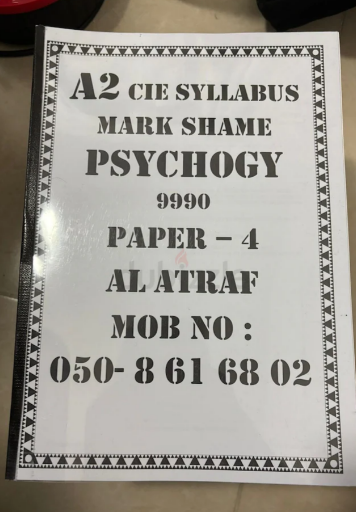 A2 CIE SYLLABUS
MARK SHAME
PSYCHOGY
9990
PAPER – 4
AL ATRAF
MOB NO :
050- 8 61 68 02